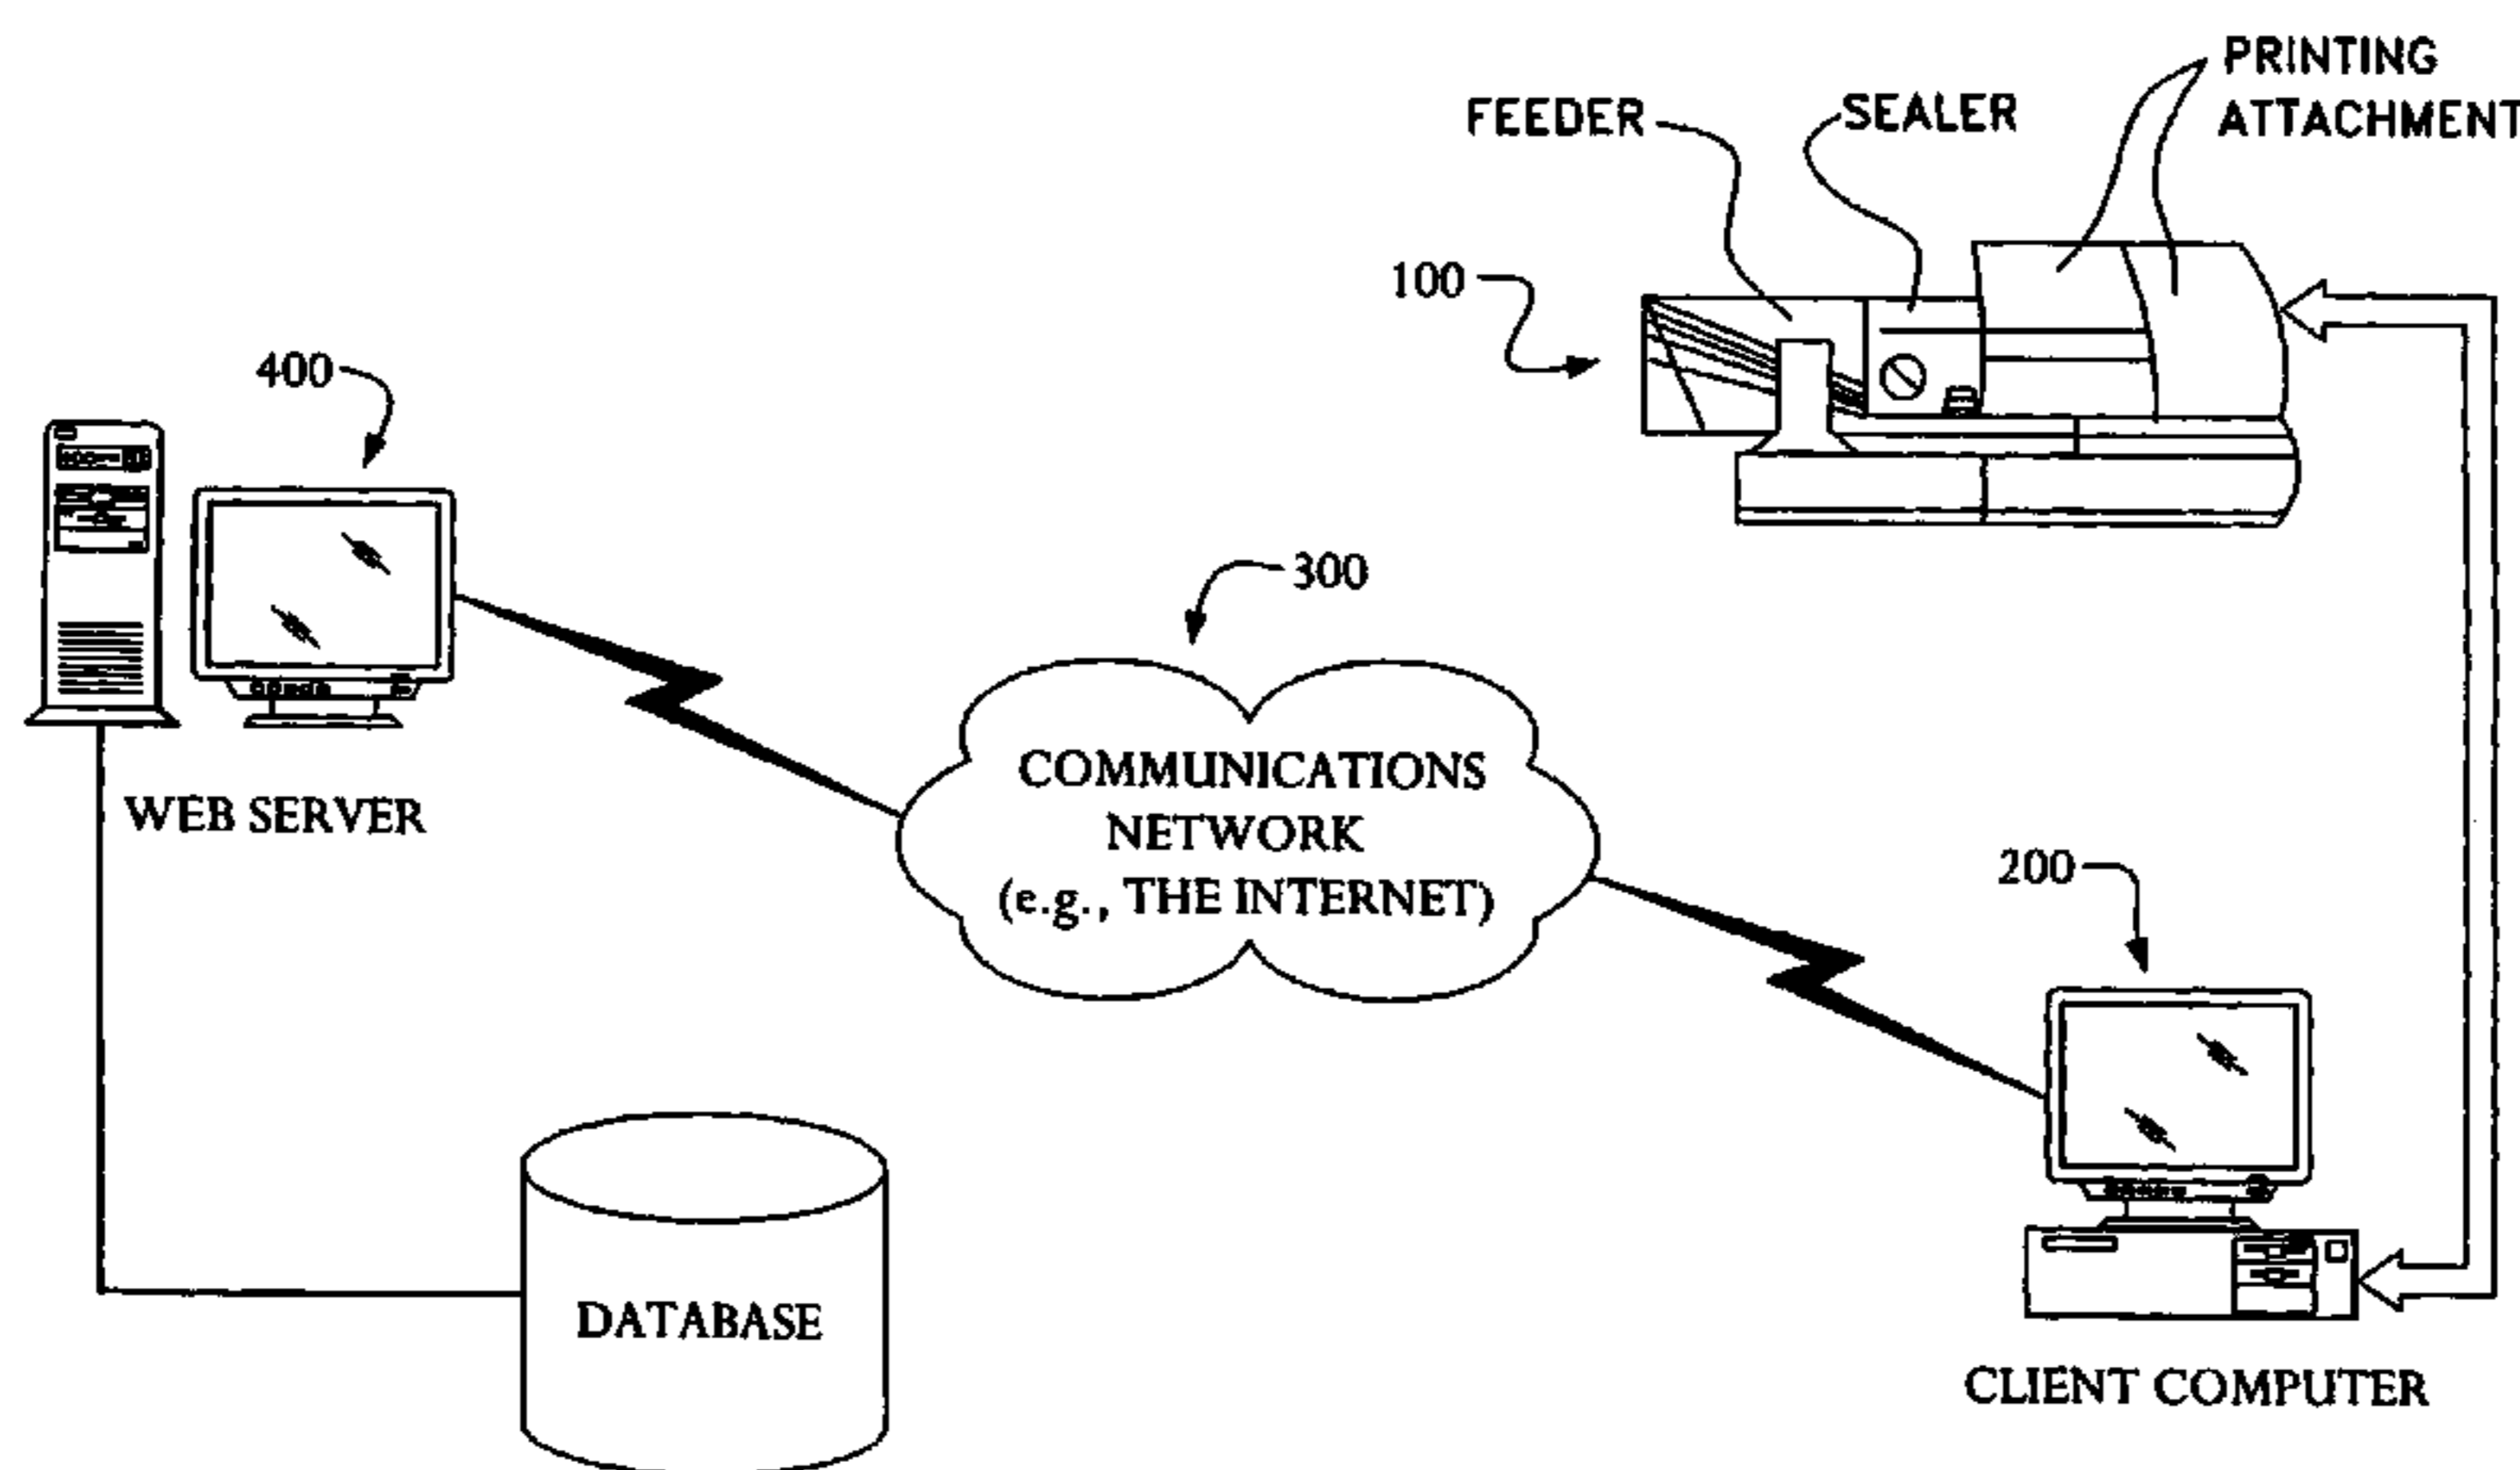 PRINTING
ATTACHMENT
FEEDER
SEALER
100
400
300
COMMUNICATIONS
NETWORK
(e.g., THE INTERNET)
WEB SERVER
200
DATABASE
CLIENT COMPUTER